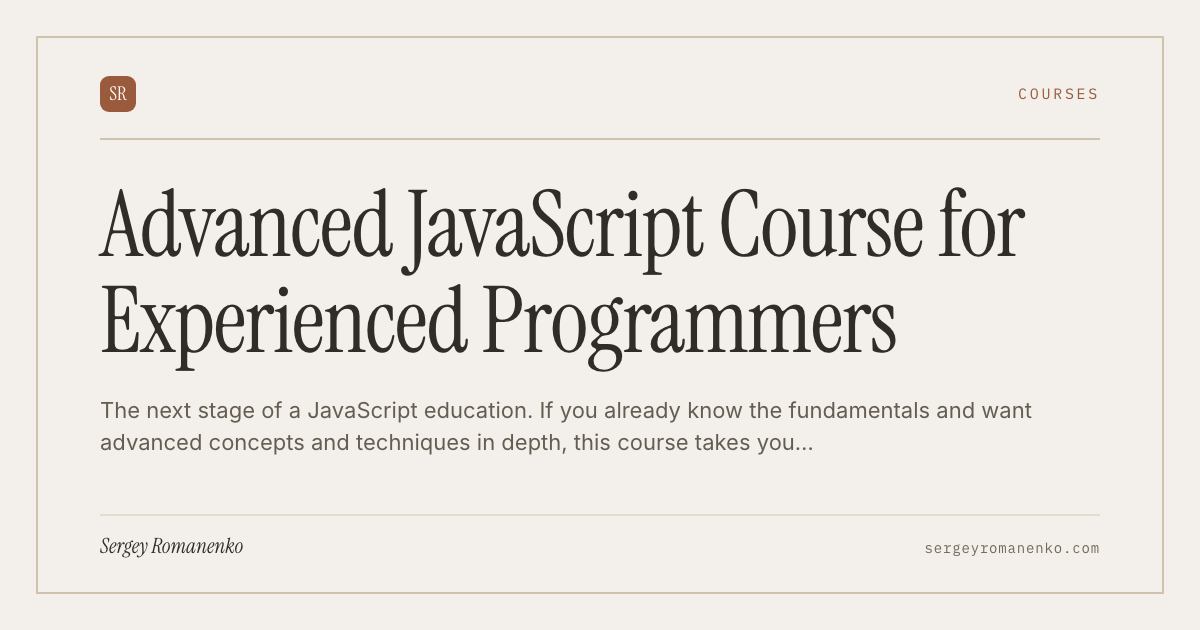 SR
COURSES
Advanced JavaScript Course for
Experienced Programmers
The next stage of a JavaScript education. If you already know the fundamentals and want
advanced concepts and techniques in depth, this course takes you...
Sergey Romanenko
sergeyromanenko.com